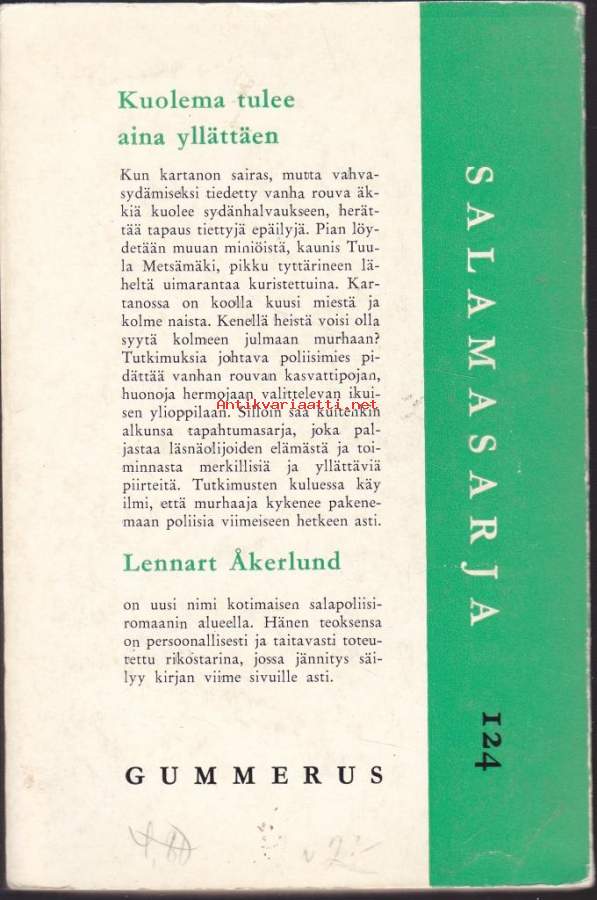 Kuolema tulee
aina yllättäen
Kun kartanon sairas, mutta vahva-
sydämiseksi tiedetty vanha rouva äk-
kiä kuolee sydänhalvaukseen, herät-
tää tapaus tiettyjä epäilyjä. Pian löy-
detään muuan miniöistä, kaunis Tuu-
la Metsämäki, pikku tyttärineen lä-
heltä uimarantaa kuristettuina. Kar-
tanossa on koolla kuusi miestä ja
kolme naista. Kenellä heistä voisi olla
syytä kolmeen julmaan murhaan?
Tutkimuksia johtava poliisimies pi-
dättää vanhan rouvan kasvattipojan,
huonoja hermojaan valittelevan ikui-
sen ylioppilaan. Silloin saa kuitenkin
alkunsa tapahtumasarja, joka pal-
jastaa läsnäolijoiden elämästä ja toi-
minnasta merkillisiä ja yllättäviä
piirteitä. Tutkimusten kuluessa käy
ilmi, että murhaaja kykenee pakene-
maan poliisia viimeiseen hetkeen asti.
Antikvariaatti.net
Lennart Åkerlund
on uusi nimi kotimaisen salapoliisi-
romaanin alueella. Hänen teoksensa
on persoonallisesti ja taitavasti toteu-
tettu rikostarina, jossa jännitys säi-
lyy kirjan viime sivuille asti.
GUMMERUS
SALAMASARJA 124